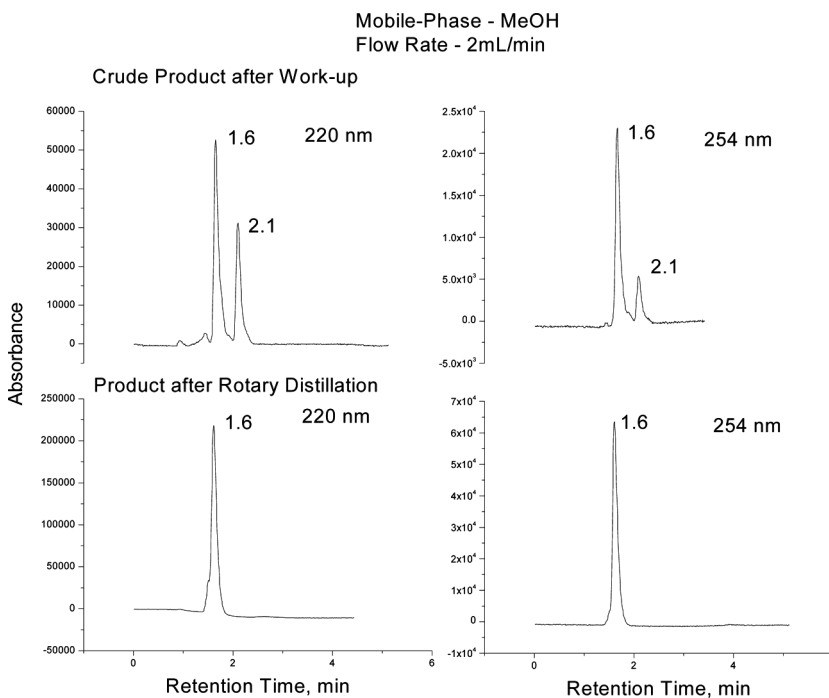 Mobile-Phase - MeOH
Flow Rate - 2mL/min
Crude Product after Work-up
60000
50000
40000
30000
20000
10000
0
1.6
220 nm
2.1
2.5x10⁴
2.0x10⁴
1.5x10⁴
1.0x10⁴
5.0x10³
0.0
-5.0x10³
1.6
254 nm
2.1
Absorbance
Product after Rotary Distillation
250000
200000
150000
100000
50000
0
-50000
1.6
220 nm
0 2 4 6
Retention Time, min
7x10⁴
6x10⁴
5x10⁴
4x10⁴
3x10⁴
2x10⁴
1x10⁴
0
-1x10⁴
1.6
254 nm
0 2 4
Retention Time, min